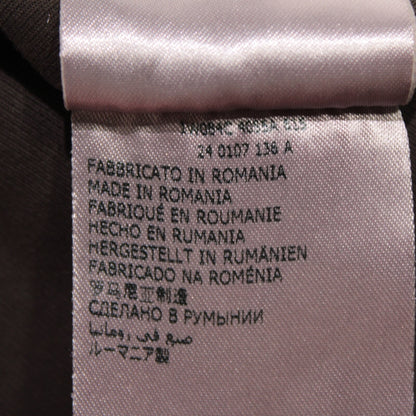 24 0107 136 A
FABBRICATO IN ROMANIA
MADE IN ROMANIA
FABRIQUÉ EN ROUMANIE
HECHO EN RUMANIA
HERGESTELLT IN RUMÄNIEN
FABRICADO NA ROMÉNIA
罗马尼亚制造
СДЕЛАНО В РУМЫНИИ
صنع في رومانيا
ルーマニア製